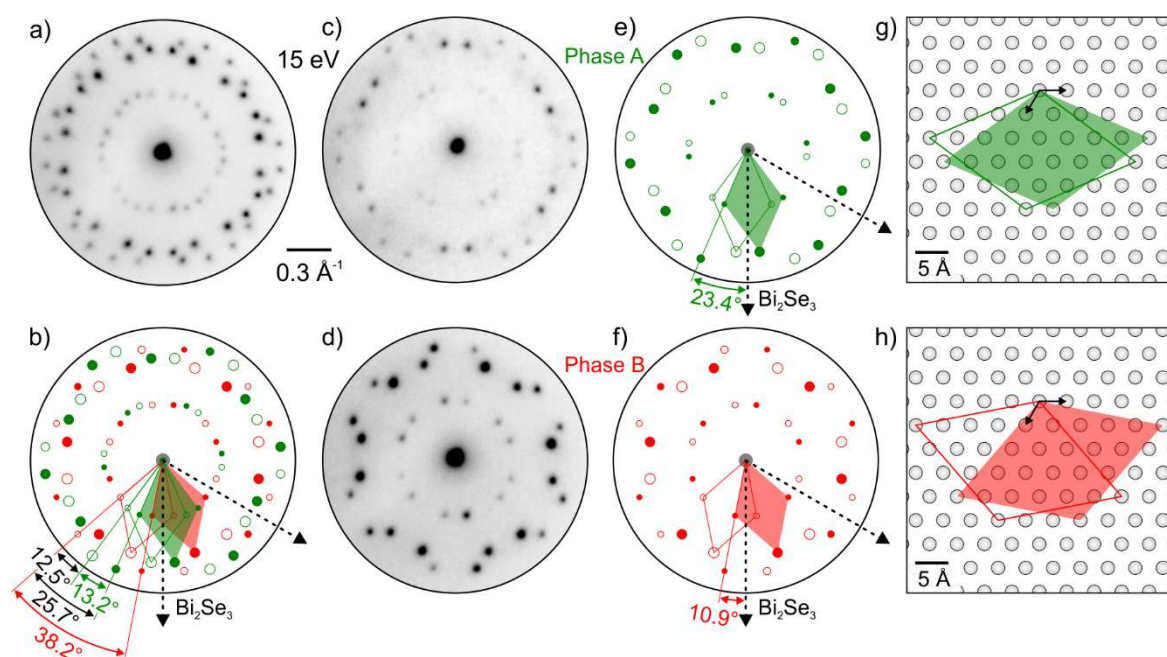 a)
c)
e)
g)
15 eV
Phase A
0.3 Å⁻¹
5 Å
23.4°
Bi₂Se₃
b)
d)
f)
h)
Phase B
12.5°
13.2°
25.7°
38.2°
Bi₂Se₃
10.9°
Bi₂Se₃
5 Å